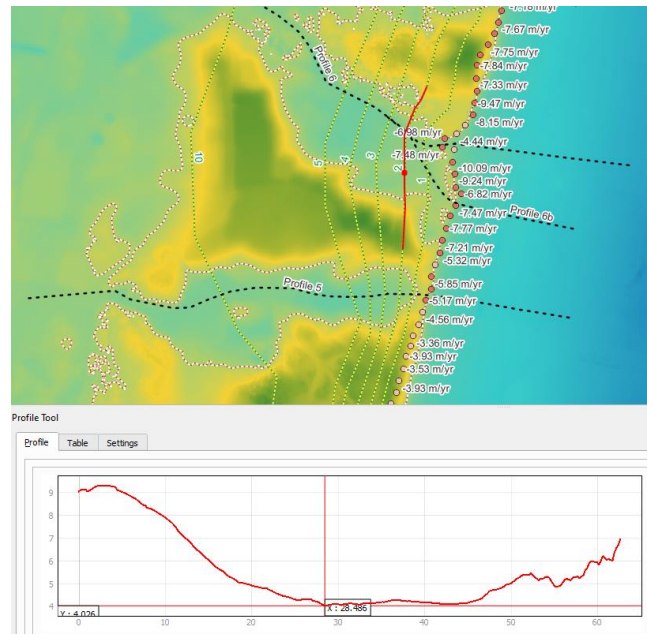 -7.18 m/yr
-7.67 m/yr
-7.75 m/yr
-7.84 m/yr
-7.33 m/yr
-9.47 m/yr
-8.15 m/yr
Profile 6
-6.98 m/yr
-4.44 m/yr
-7.48 m/yr
10
5
4
3
2
1
-10.09 m/yr
-9.24 m/yr
-6.82 m/yr
-7.47 m/yr
Profile 6b
-7.77 m/yr
-7.21 m/yr
-5.32 m/yr
Profile 5
-5.85 m/yr
-5.17 m/yr
-4.56 m/yr
-3.36 m/yr
-3.93 m/yr
-3.53 m/yr
-3.93 m/yr
Profile Tool
Profile Table Settings
9
8
7
6
5
4
Y : 4.026
X : 28.486
0 10 20 30 40 50 60